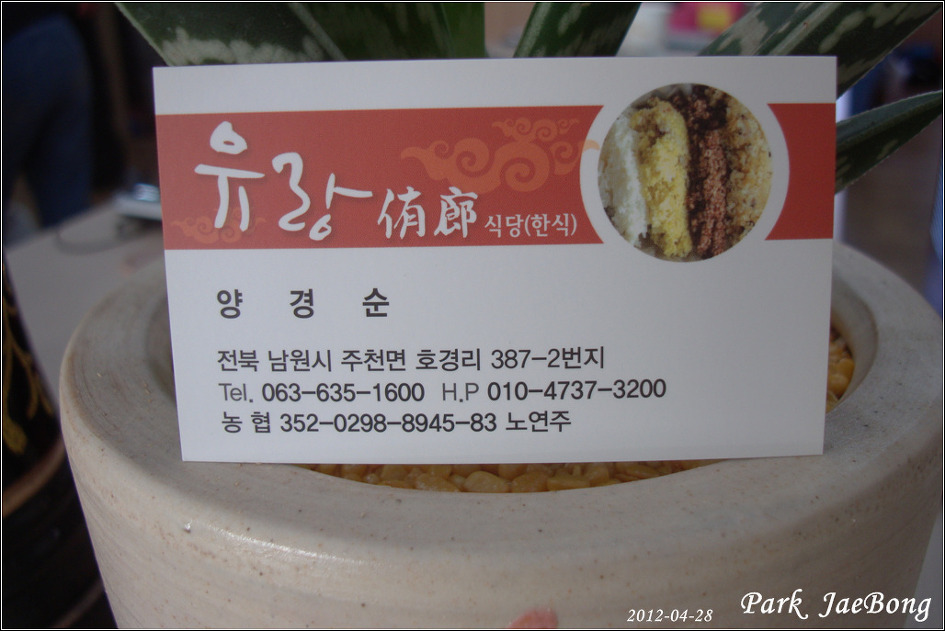 유랑 侑廊 식당(한식)
양 경 순
전북 남원시 주천면 호경리 387-2번지
Tel. 063-635-1600 H.P 010-4737-3200
농 협 352-0298-8945-83 노연주
2012-04-28 Park JaeBong